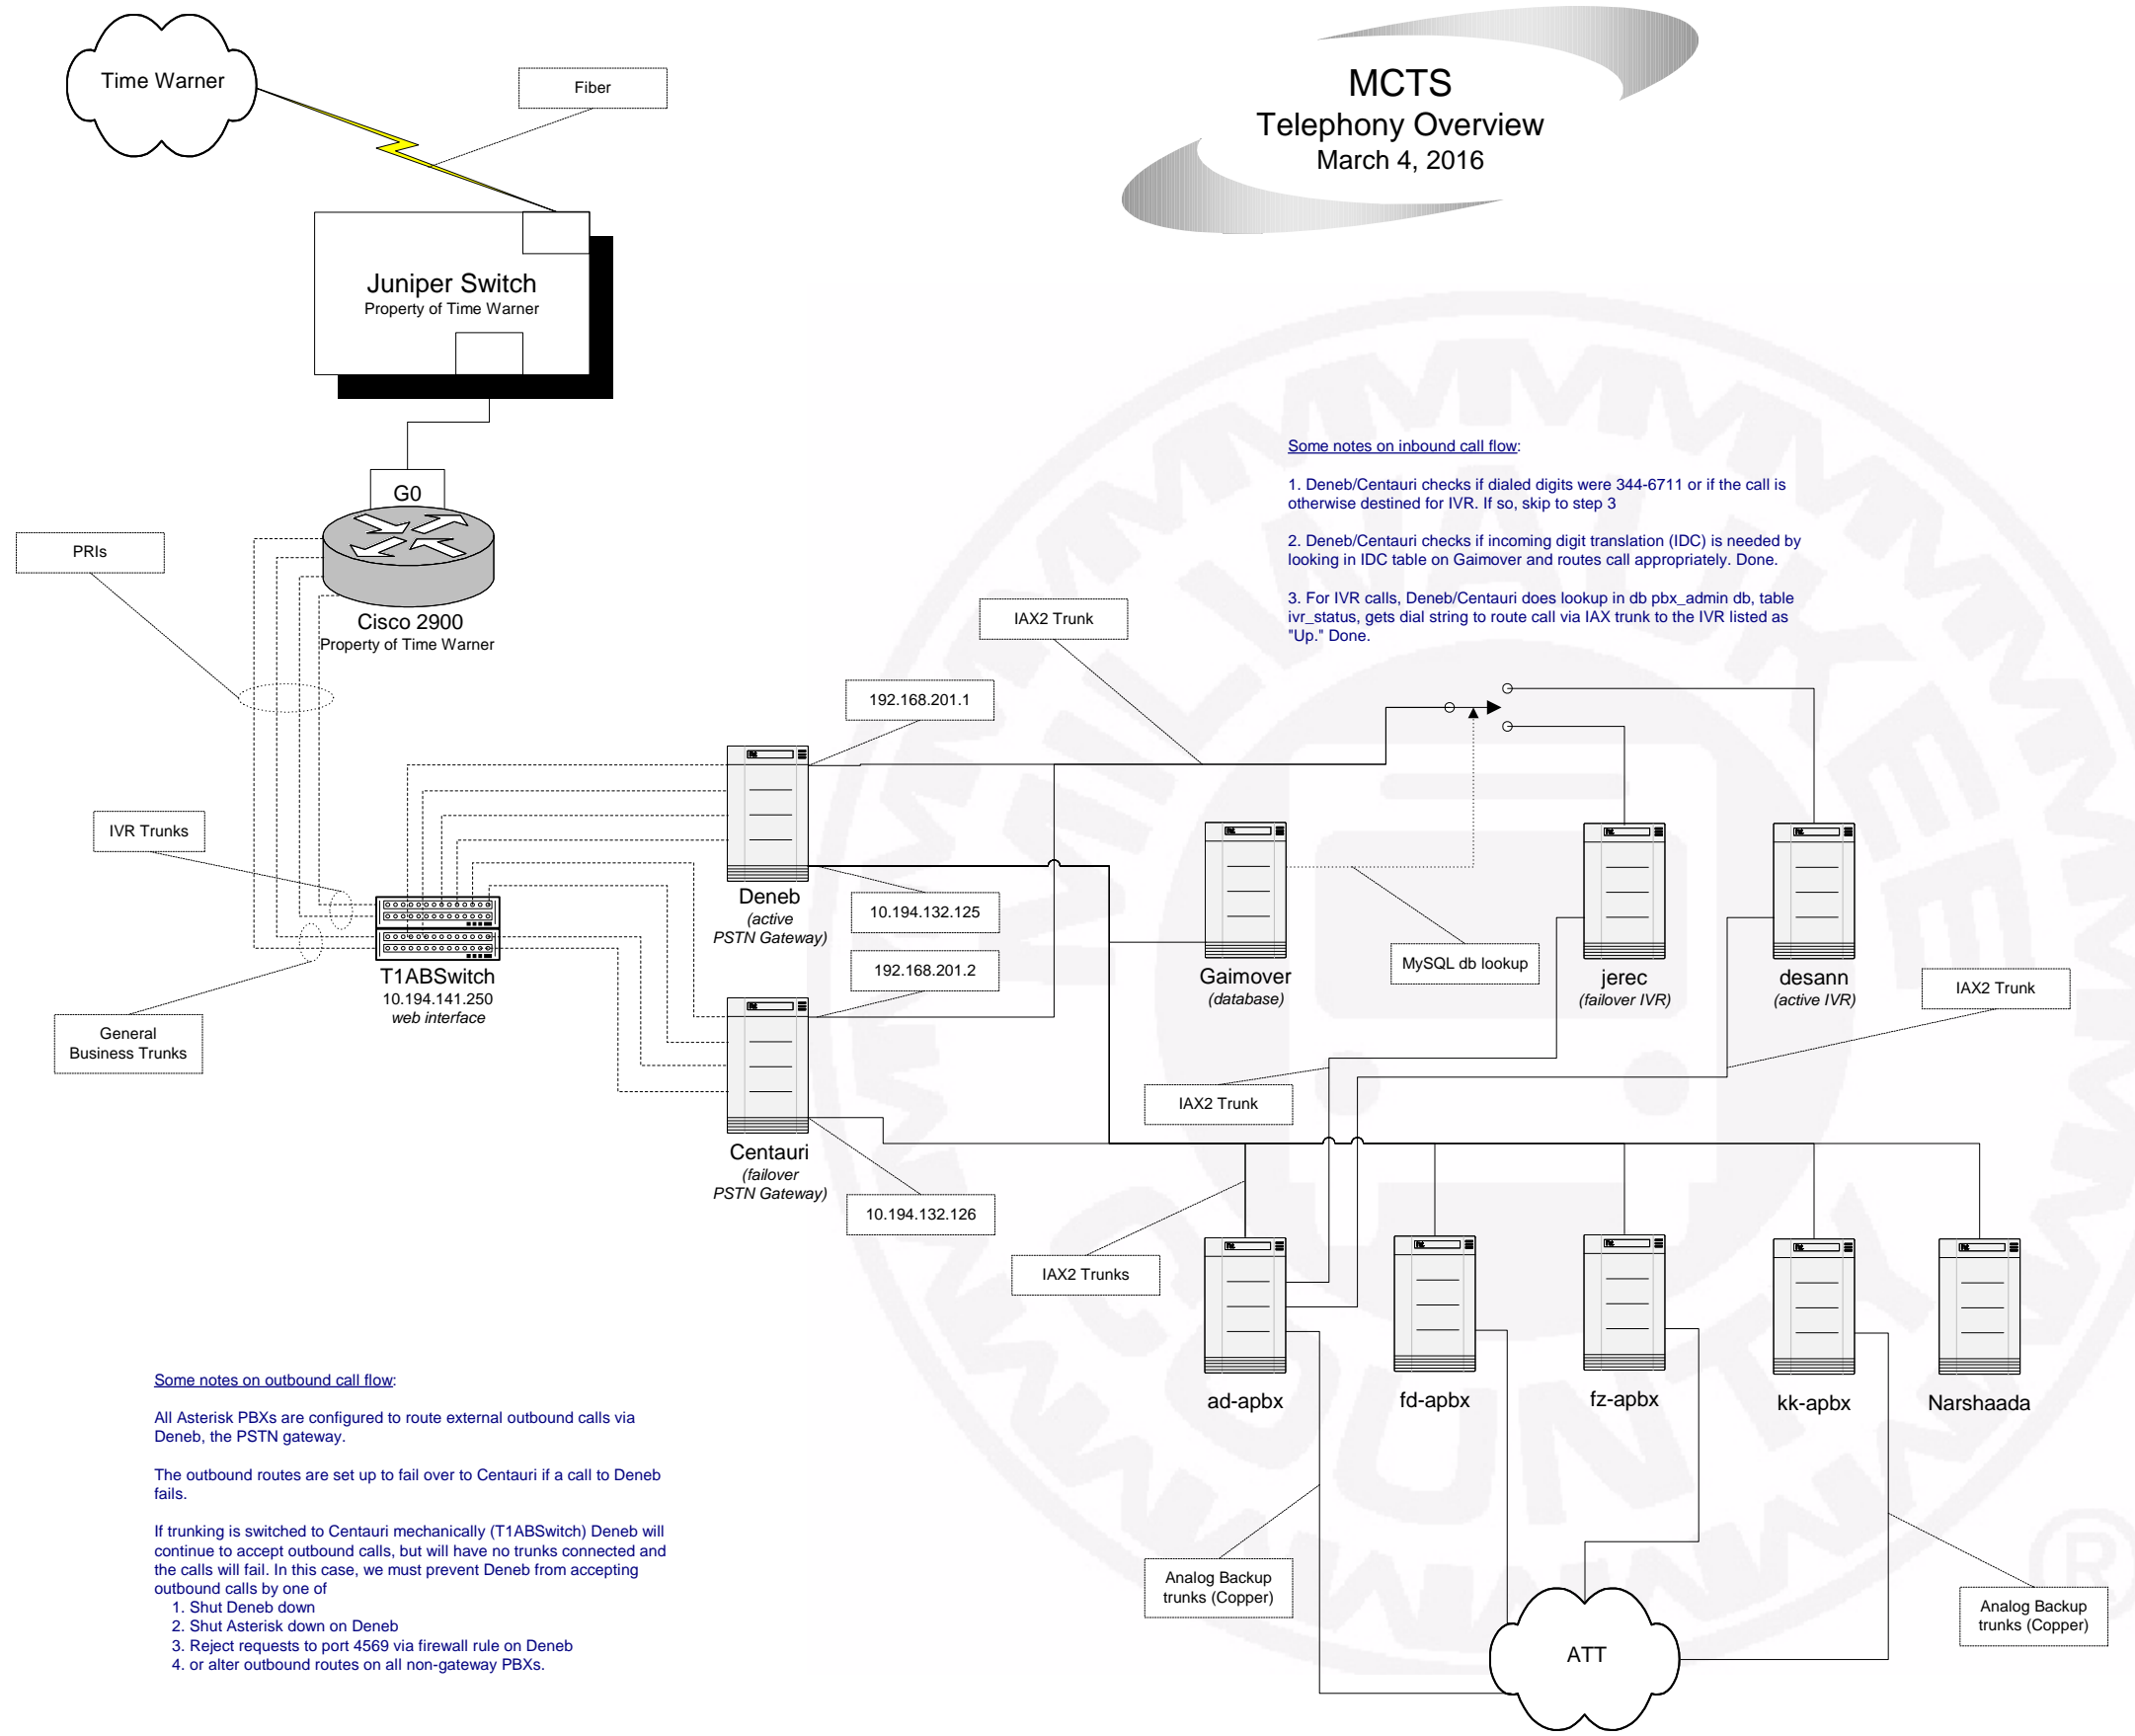 Time Warner
Fiber
MCTS
Telephony Overview
March 4, 2016
Juniper Switch
Property of Time Warner
G0
PRIs
Cisco 2900
Property of Time Warner
Some notes on inbound call flow:
1. Deneb/Centauri checks if dialed digits were 344-6711 or if the call is
otherwise destined for IVR. If so, skip to step 3
2. Deneb/Centauri checks if incoming digit translation (IDC) is needed by
looking in IDC table on Gaimover and routes call appropriately. Done.
3. For IVR calls, Deneb/Centauri does lookup in db pbx_admin db, table
ivr_status, gets dial string to route call via IAX trunk to the IVR listed as
"Up." Done.
IAX2 Trunk
192.168.201.1
IVR Trunks
Deneb
(active
PSTN Gateway)
10.194.132.125
192.168.201.2
T1ABSwitch
10.194.141.250
web interface
General
Business Trunks
Gaimover
(database)
MySQL db lookup
jerec
(failover IVR)
desann
(active IVR)
IAX2 Trunk
IAX2 Trunk
Centauri
(failover
PSTN Gateway)
10.194.132.126
IAX2 Trunks
ad-apbx
fd-apbx
fz-apbx
kk-apbx
Narshaada
Some notes on outbound call flow:
All Asterisk PBXs are configured to route external outbound calls via
Deneb, the PSTN gateway.
The outbound routes are set up to fail over to Centauri if a call to Deneb
fails.
If trunking is switched to Centauri mechanically (T1ABSwitch) Deneb will
continue to accept outbound calls, but will have no trunks connected and
the calls will fail. In this case, we must prevent Deneb from accepting
outbound calls by one of
1. Shut Deneb down
2. Shut Asterisk down on Deneb
3. Reject requests to port 4569 via firewall rule on Deneb
4. or alter outbound routes on all non-gateway PBXs.
Analog Backup
trunks (Copper)
ATT
Analog Backup
trunks (Copper)
MILWAUKEE
COUNTY
®